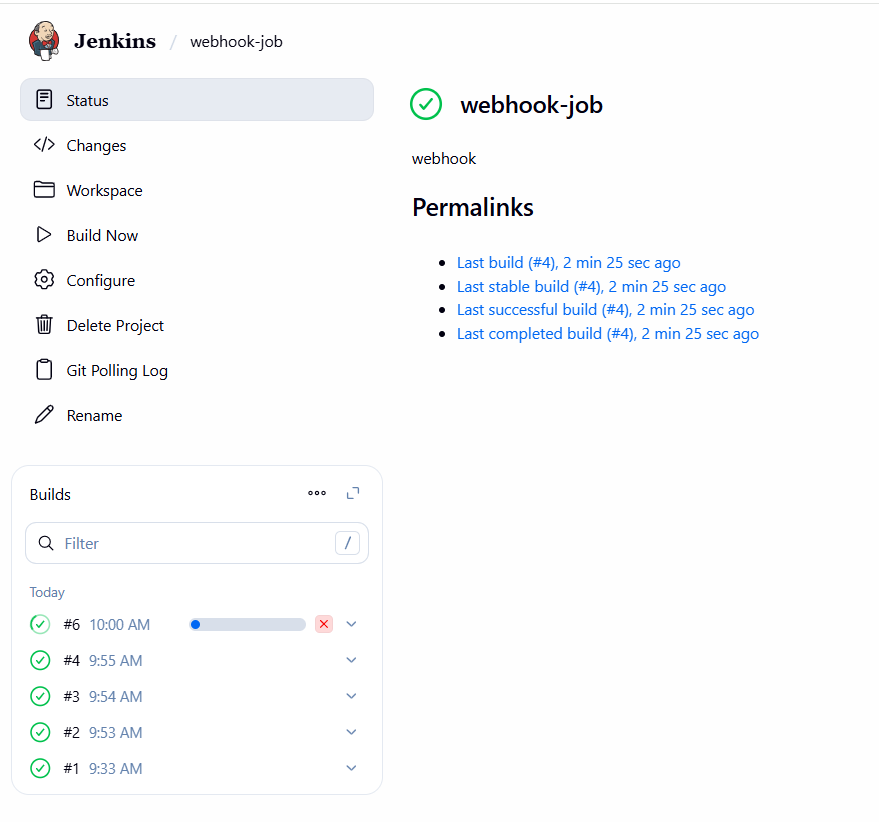 Jenkins / webhook-job
Status
Changes
Workspace
Build Now
Configure
Delete Project
Git Polling Log
Rename
Builds
Filter /
Today
#6 10:00 AM
#4 9:55 AM
#3 9:54 AM
#2 9:53 AM
#1 9:33 AM
webhook-job
webhook
Permalinks
Last build (#4), 2 min 25 sec ago
Last stable build (#4), 2 min 25 sec ago
Last successful build (#4), 2 min 25 sec ago
Last completed build (#4), 2 min 25 sec ago